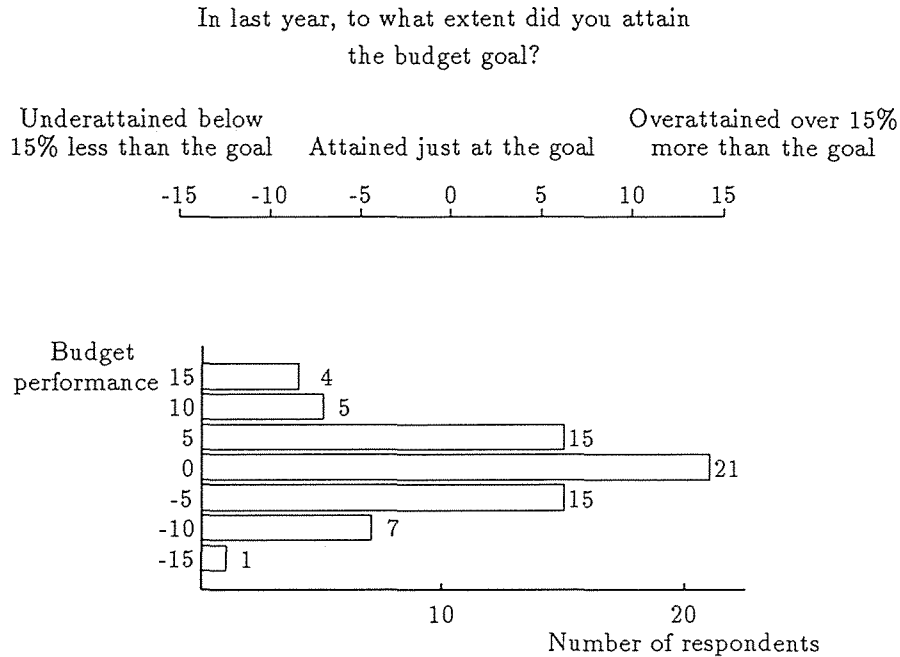 In last year, to what extent did you attain
the budget goal?
Underattained below
15% less than the goal
Attained just at the goal
Overattained over 15%
more than the goal
-15 -10 -5 0 5 10 15
Budget
performance
15 4
10 5
5 15
0 21
-5 15
-10 7
-15 1
10 20
Number of respondents